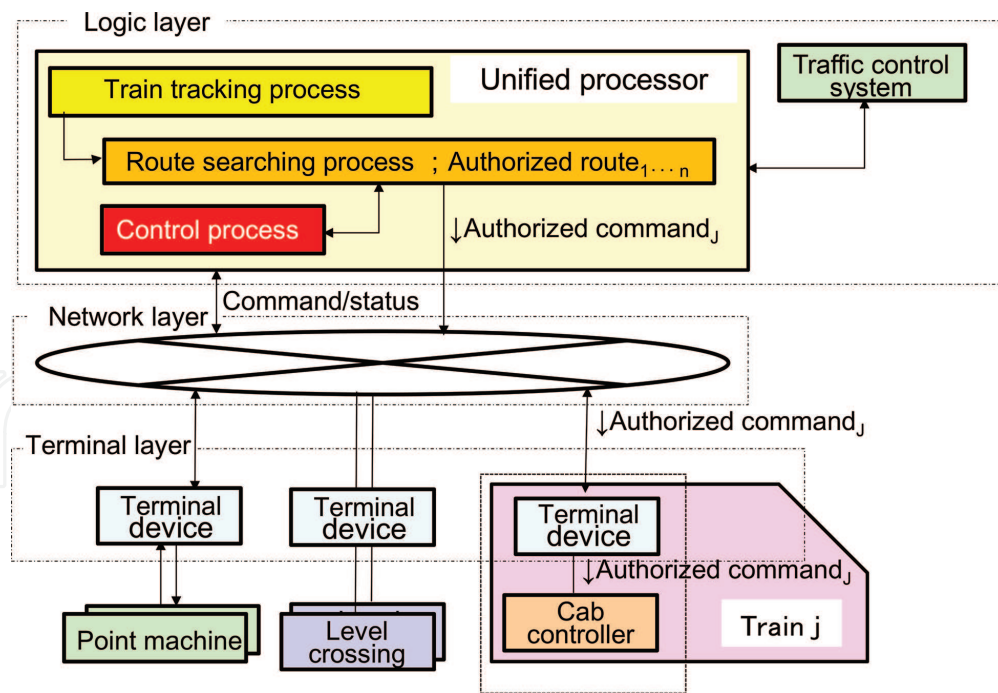 Logic layer
Train tracking process
Unified processor
Traffic control
system
Route searching process ; Authorized route1··· n
Control process
↓Authorized commandJ
Command/status
Network layer
↓Authorized commandJ
Terminal layer
Terminal
device
Terminal
device
Terminal
device
↓Authorized commandJ
Point machine
Level
crossing
Cab
controller
Train j